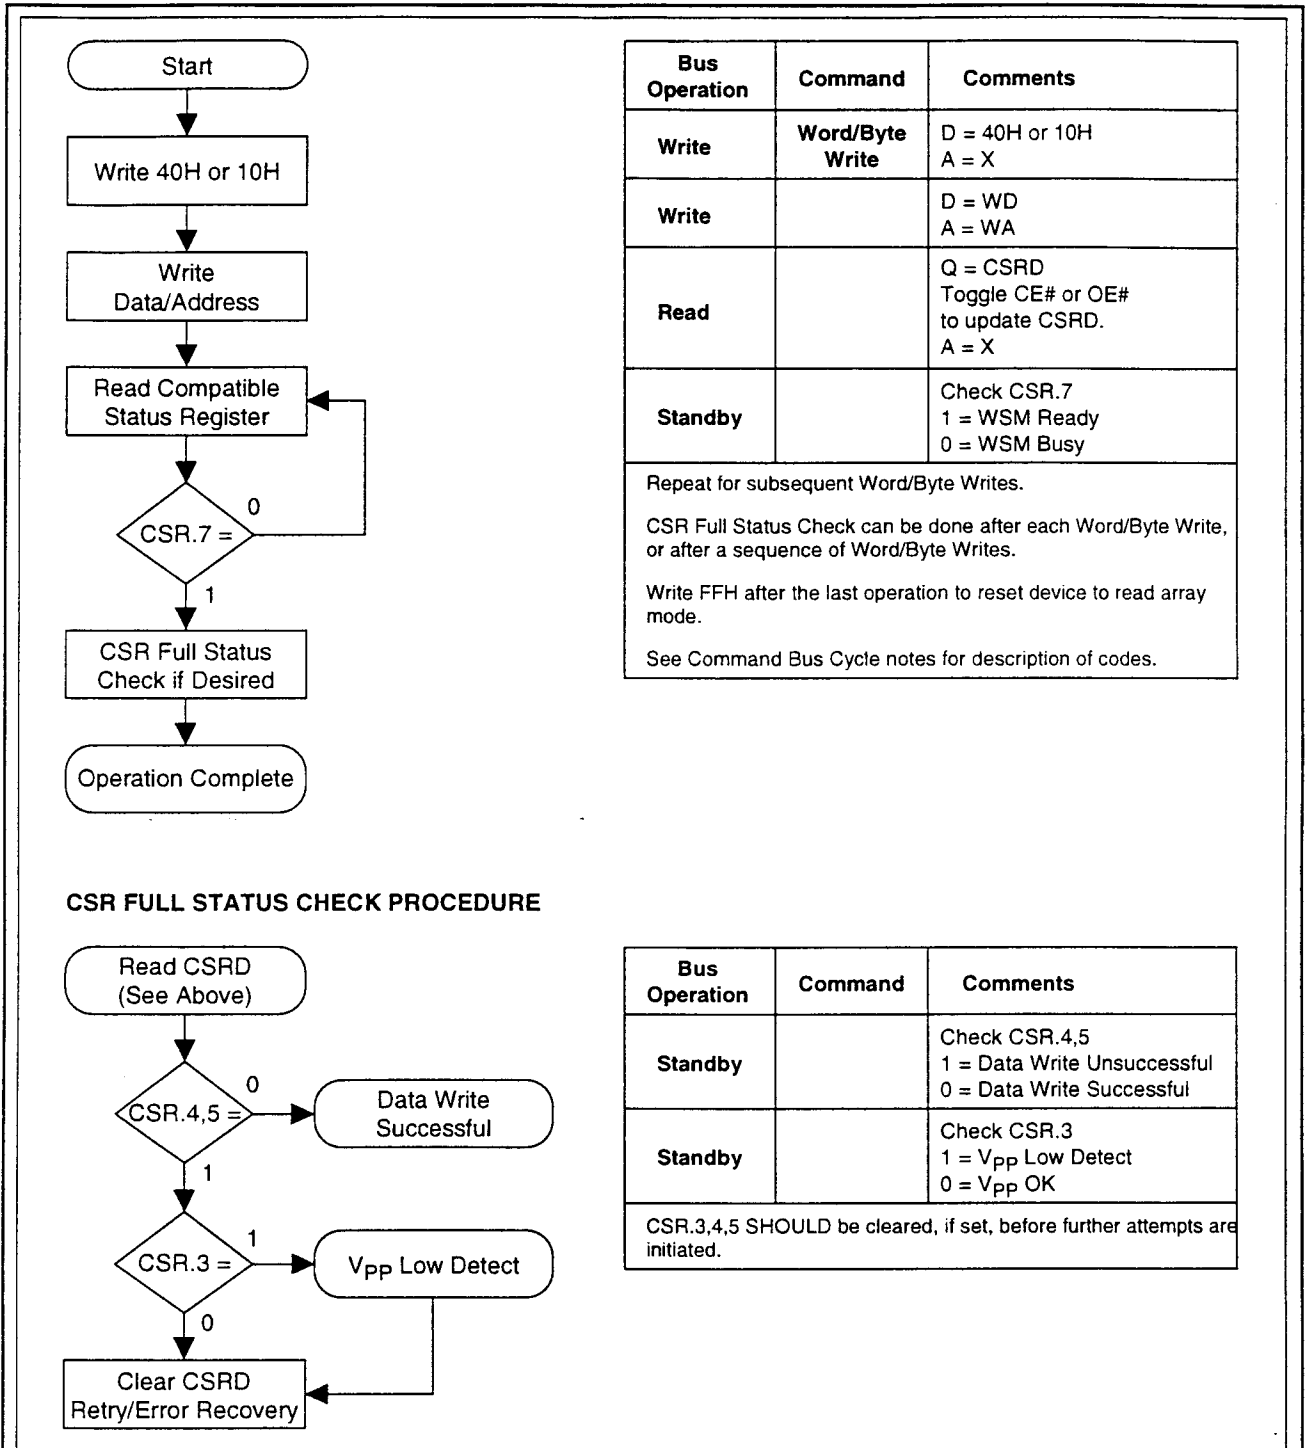 Start
Write 40H or 10H
Write
Data/Address
Read Compatible
Status Register
0
CSR.7 =
1
CSR Full Status
Check if Desired
Operation Complete
Bus
Operation
Command
Comments
Write
Word/Byte
Write
D = 40H or 10H
A = X
Write
D = WD
A = WA
Read
Q = CSRD
Toggle CE# or OE#
to update CSRD.
A = X
Standby
Check CSR.7
1 = WSM Ready
0 = WSM Busy
Repeat for subsequent Word/Byte Writes.
CSR Full Status Check can be done after each Word/Byte Write,
or after a sequence of Word/Byte Writes.
Write FFH after the last operation to reset device to read array
mode.
See Command Bus Cycle notes for description of codes.
CSR FULL STATUS CHECK PROCEDURE
Read CSRD
(See Above)
0
CSR.4,5 =
Data Write
Successful
1
1
CSR.3 =
VPP Low Detect
0
Clear CSRD
Retry/Error Recovery
Bus
Operation
Command
Comments
Standby
Check CSR.4,5
1 = Data Write Unsuccessful
0 = Data Write Successful
Standby
Check CSR.3
1 = VPP Low Detect
0 = VPP OK
CSR.3,4,5 SHOULD be cleared, if set, before further attempts are
initiated.